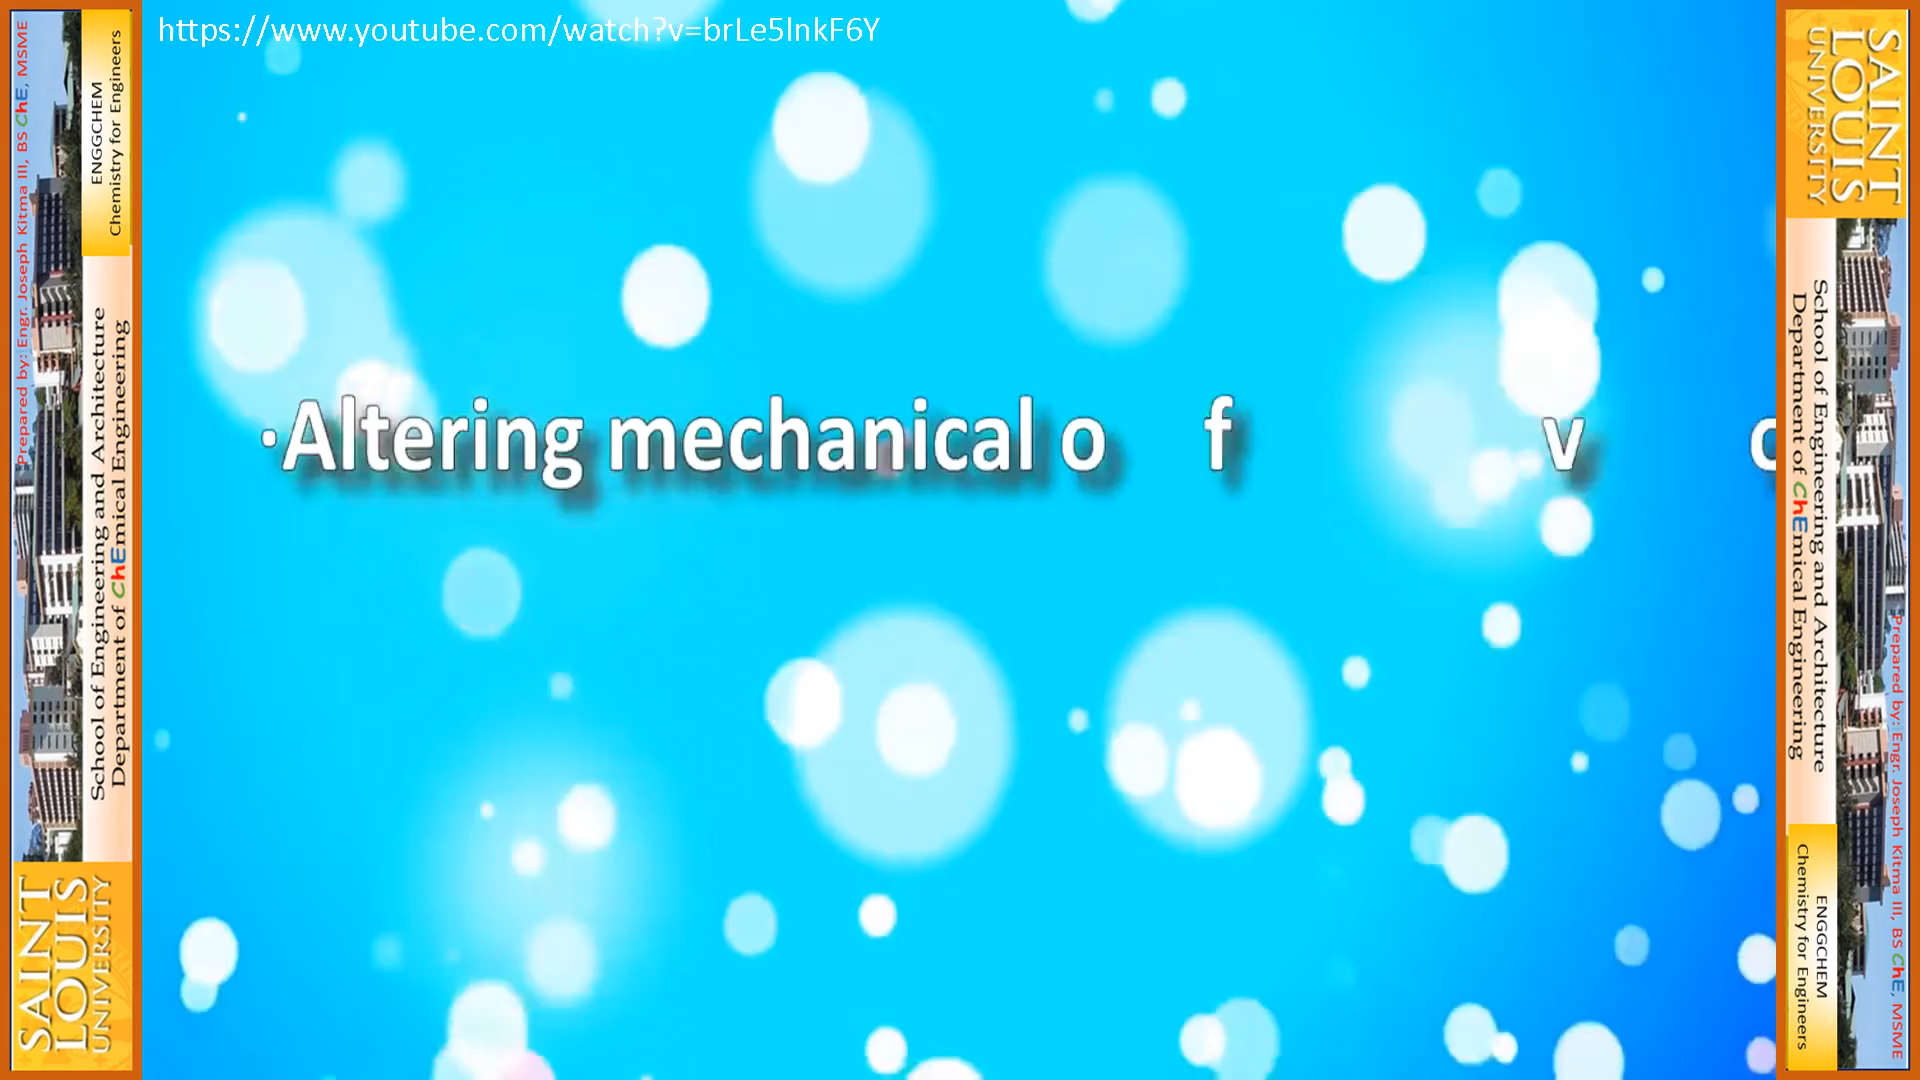 https://www.youtube.com/watch?v=brLe5lnkF6Y
·Altering mechanical o f v c
Prepared by: Engr. Joseph Kitma III, BS ChE, MSME
ENGGCHEM
Chemistry for Engineers
School of Engineering and Architecture
Department of ChEmical Engineering
SAINT
LOUIS
UNIVERSITY
SAINT
LOUIS
UNIVERSITY
School of Engineering and Architecture
Department of ChEmical Engineering
ENGGCHEM
Chemistry for Engineers
Prepared by: Engr. Joseph Kitma III, BS ChE, MSME